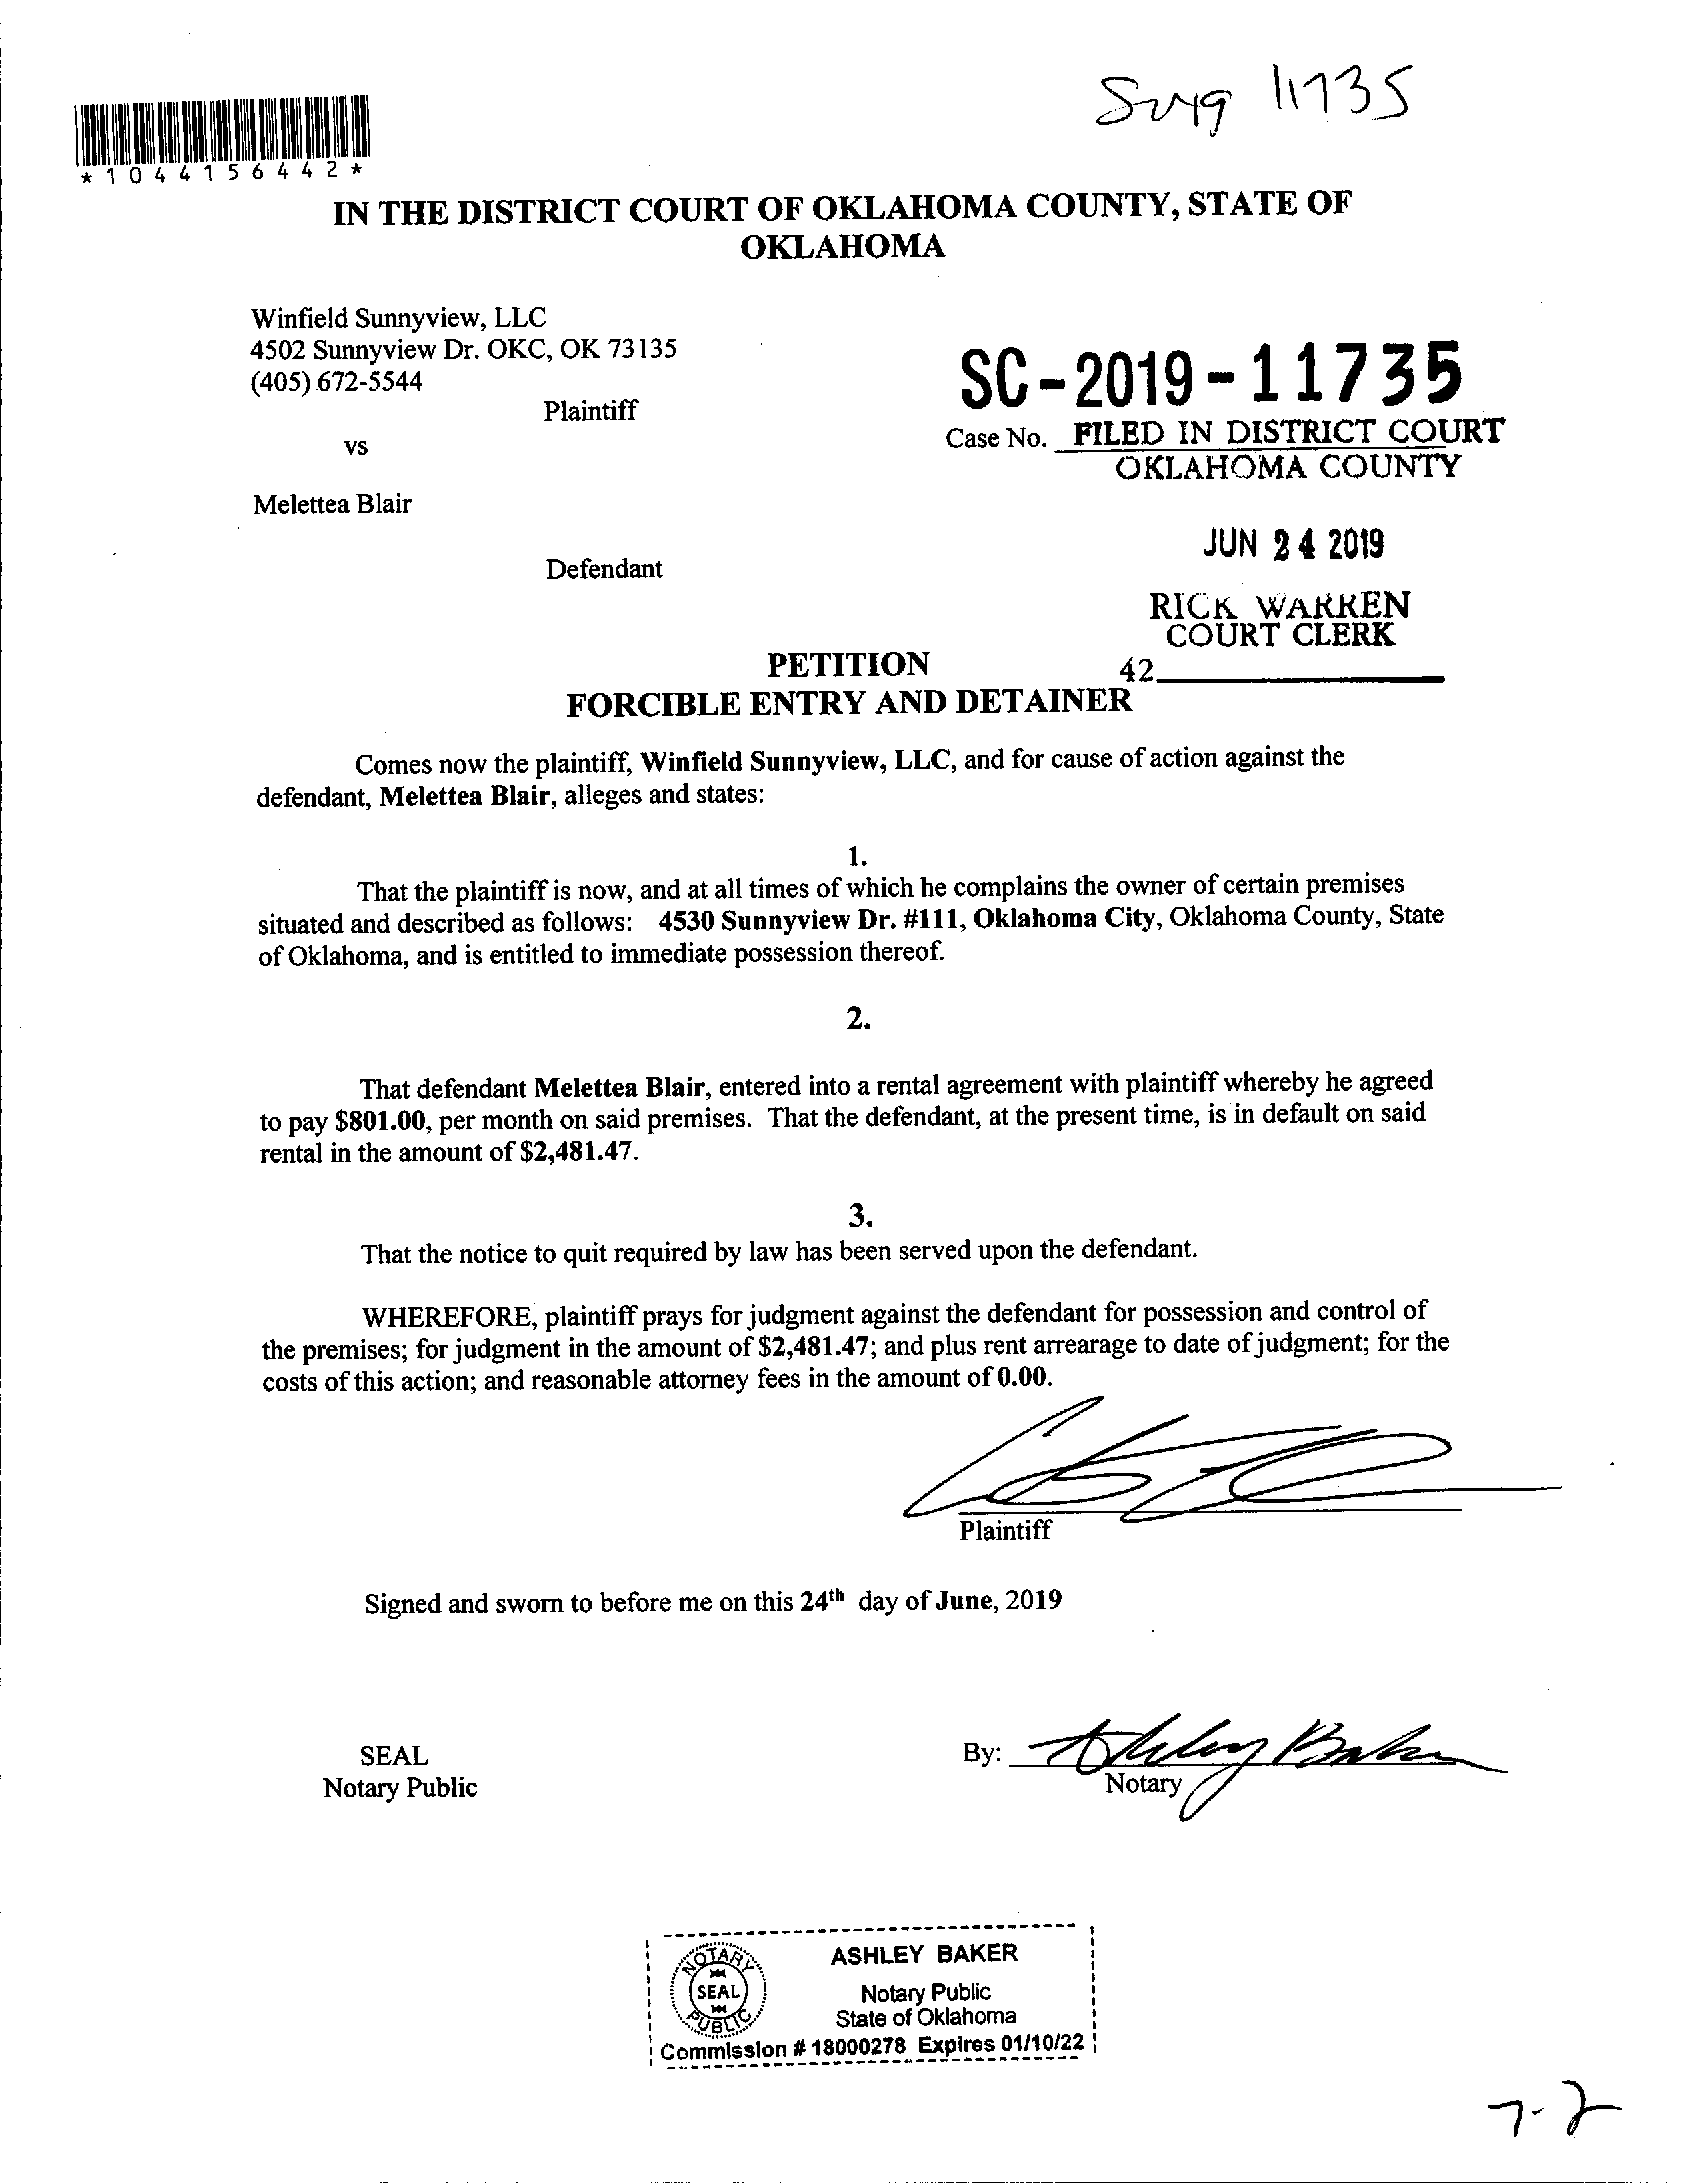 11735
*1044156442*
IN THE DISTRICT COURT OF OKLAHOMA COUNTY, STATE OF
OKLAHOMA
Winfield Sunnyview, LLC
4502 Sunnyview Dr. OKC, OK 73135
(405) 672-5544
Plaintiff
SC-2019-11735
Case No. FILED IN DISTRICT COURT
OKLAHOMA COUNTY
vs
Melettea Blair
JUN 24 2019
Defendant
RICK WARREN
COURT CLERK
42
PETITION
FORCIBLE ENTRY AND DETAINER
Comes now the plaintiff, Winfield Sunnyview, LLC, and for cause of action against the
defendant, Melettea Blair, alleges and states:
1.
That the plaintiff is now, and at all times of which he complains the owner of certain premises
situated and described as follows: 4530 Sunnyview Dr. #111, Oklahoma City, Oklahoma County, State
of Oklahoma, and is entitled to immediate possession thereof.
2.
That defendant Melettea Blair, entered into a rental agreement with plaintiff whereby he agreed
to pay $801.00, per month on said premises. That the defendant, at the present time, is in default on said
rental in the amount of $2,481.47.
3.
That the notice to quit required by law has been served upon the defendant.
WHEREFORE, plaintiff prays for judgment against the defendant for possession and control of
the premises; for judgment in the amount of $2,481.47; and plus rent arrearage to date of judgment; for the
costs of this action; and reasonable attorney fees in the amount of 0.00.
Plaintiff
Signed and sworn to before me on this 24th day of June, 2019
SEAL
Notary Public
By: Ashley Baker
Notary
NOTARY
SEAL
PUBLIC
ASHLEY BAKER
Notary Public
State of Oklahoma
Commission # 18000278 Expires 01/10/22
7-2